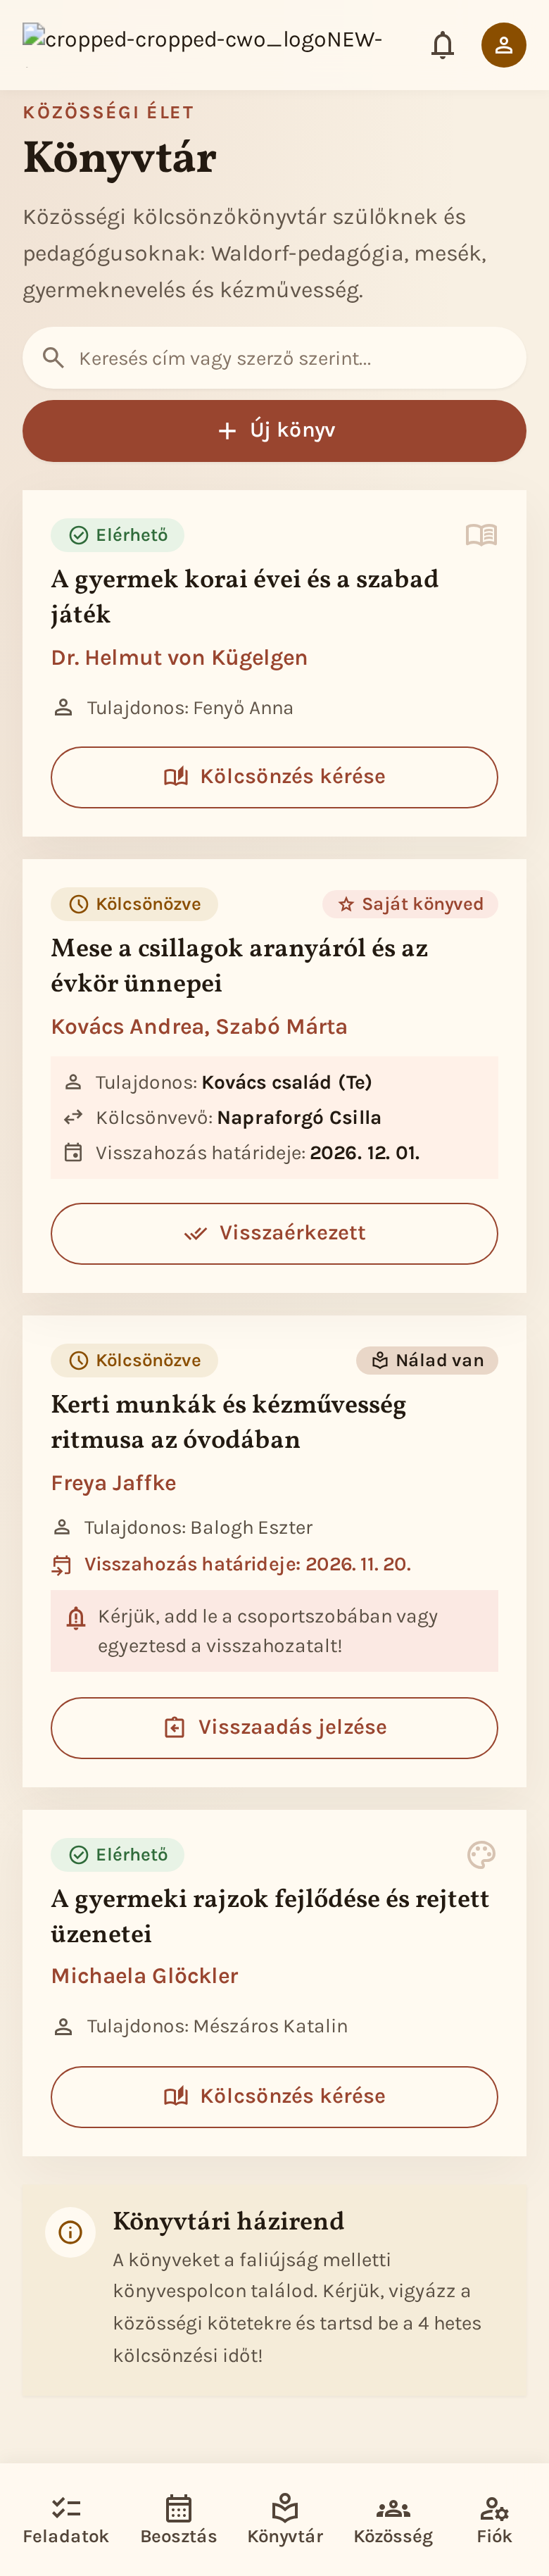 cropped-cropped-cwo_logoNEW-
KÖZÖSSÉGI ÉLET
Könyvtár
Közösségi kölcsönzőkönyvtár szülőknek és
pedagógusoknak: Waldorf-pedagógia, mesék,
gyermeknevelés és kézművesség.
Keresés cím vagy szerző szerint...
Új könyv
Elérhető
A gyermek korai évei és a szabad
játék
Dr. Helmut von Kügelgen
Tulajdonos: Fenyő Anna
Kölcsönzés kérése
Kölcsönözve
Saját könyved
Mese a csillagok aranyáról és az
évkör ünnepei
Kovács Andrea, Szabó Márta
Tulajdonos: Kovács család (Te)
Kölcsönvevő: Napraforgó Csilla
Visszahozás határideje: 2026. 12. 01.
Visszaérkezett
Kölcsönözve
Nálad van
Kerti munkák és kézművesség
ritmusa az óvodában
Freya Jaffke
Tulajdonos: Balogh Eszter
Visszahozás határideje: 2026. 11. 20.
Kérjük, add le a csoportszobában vagy
egyeztesd a visszahozatalt!
Visszaadás jelzése
Elérhető
A gyermeki rajzok fejlődése és rejtett
üzenetei
Michaela Glöckler
Tulajdonos: Mészáros Katalin
Kölcsönzés kérése
Könyvtári házirend
A könyveket a faliújság melletti
könyvespolcon találod. Kérjük, vigyázz a
közösségi kötetekre és tartsd be a 4 hetes
kölcsönzési időt!
Feladatok
Beosztás
Könyvtár
Közösség
Fiók